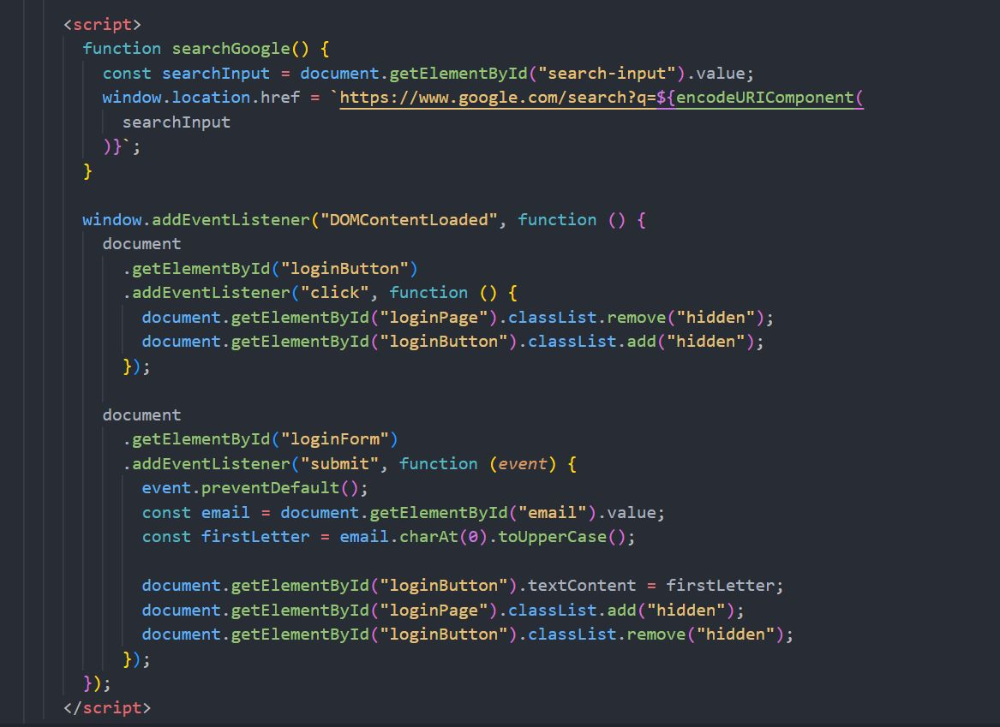 <script>
function searchGoogle() {
const searchInput = document.getElementById("search-input").value;
window.location.href = `https://www.google.com/search?q=${encodeURIComponent(
searchInput
)}`;
}
window.addEventListener("DOMContentLoaded", function () {
document
.getElementById("loginButton")
.addEventListener("click", function () {
document.getElementById("loginPage").classList.remove("hidden");
document.getElementById("loginButton").classList.add("hidden");
});
document
.getElementById("loginForm")
.addEventListener("submit", function (event) {
event.preventDefault();
const email = document.getElementById("email").value;
const firstLetter = email.charAt(0).toUpperCase();
document.getElementById("loginButton").textContent = firstLetter;
document.getElementById("loginPage").classList.add("hidden");
document.getElementById("loginButton").classList.remove("hidden");
});
});
</script>